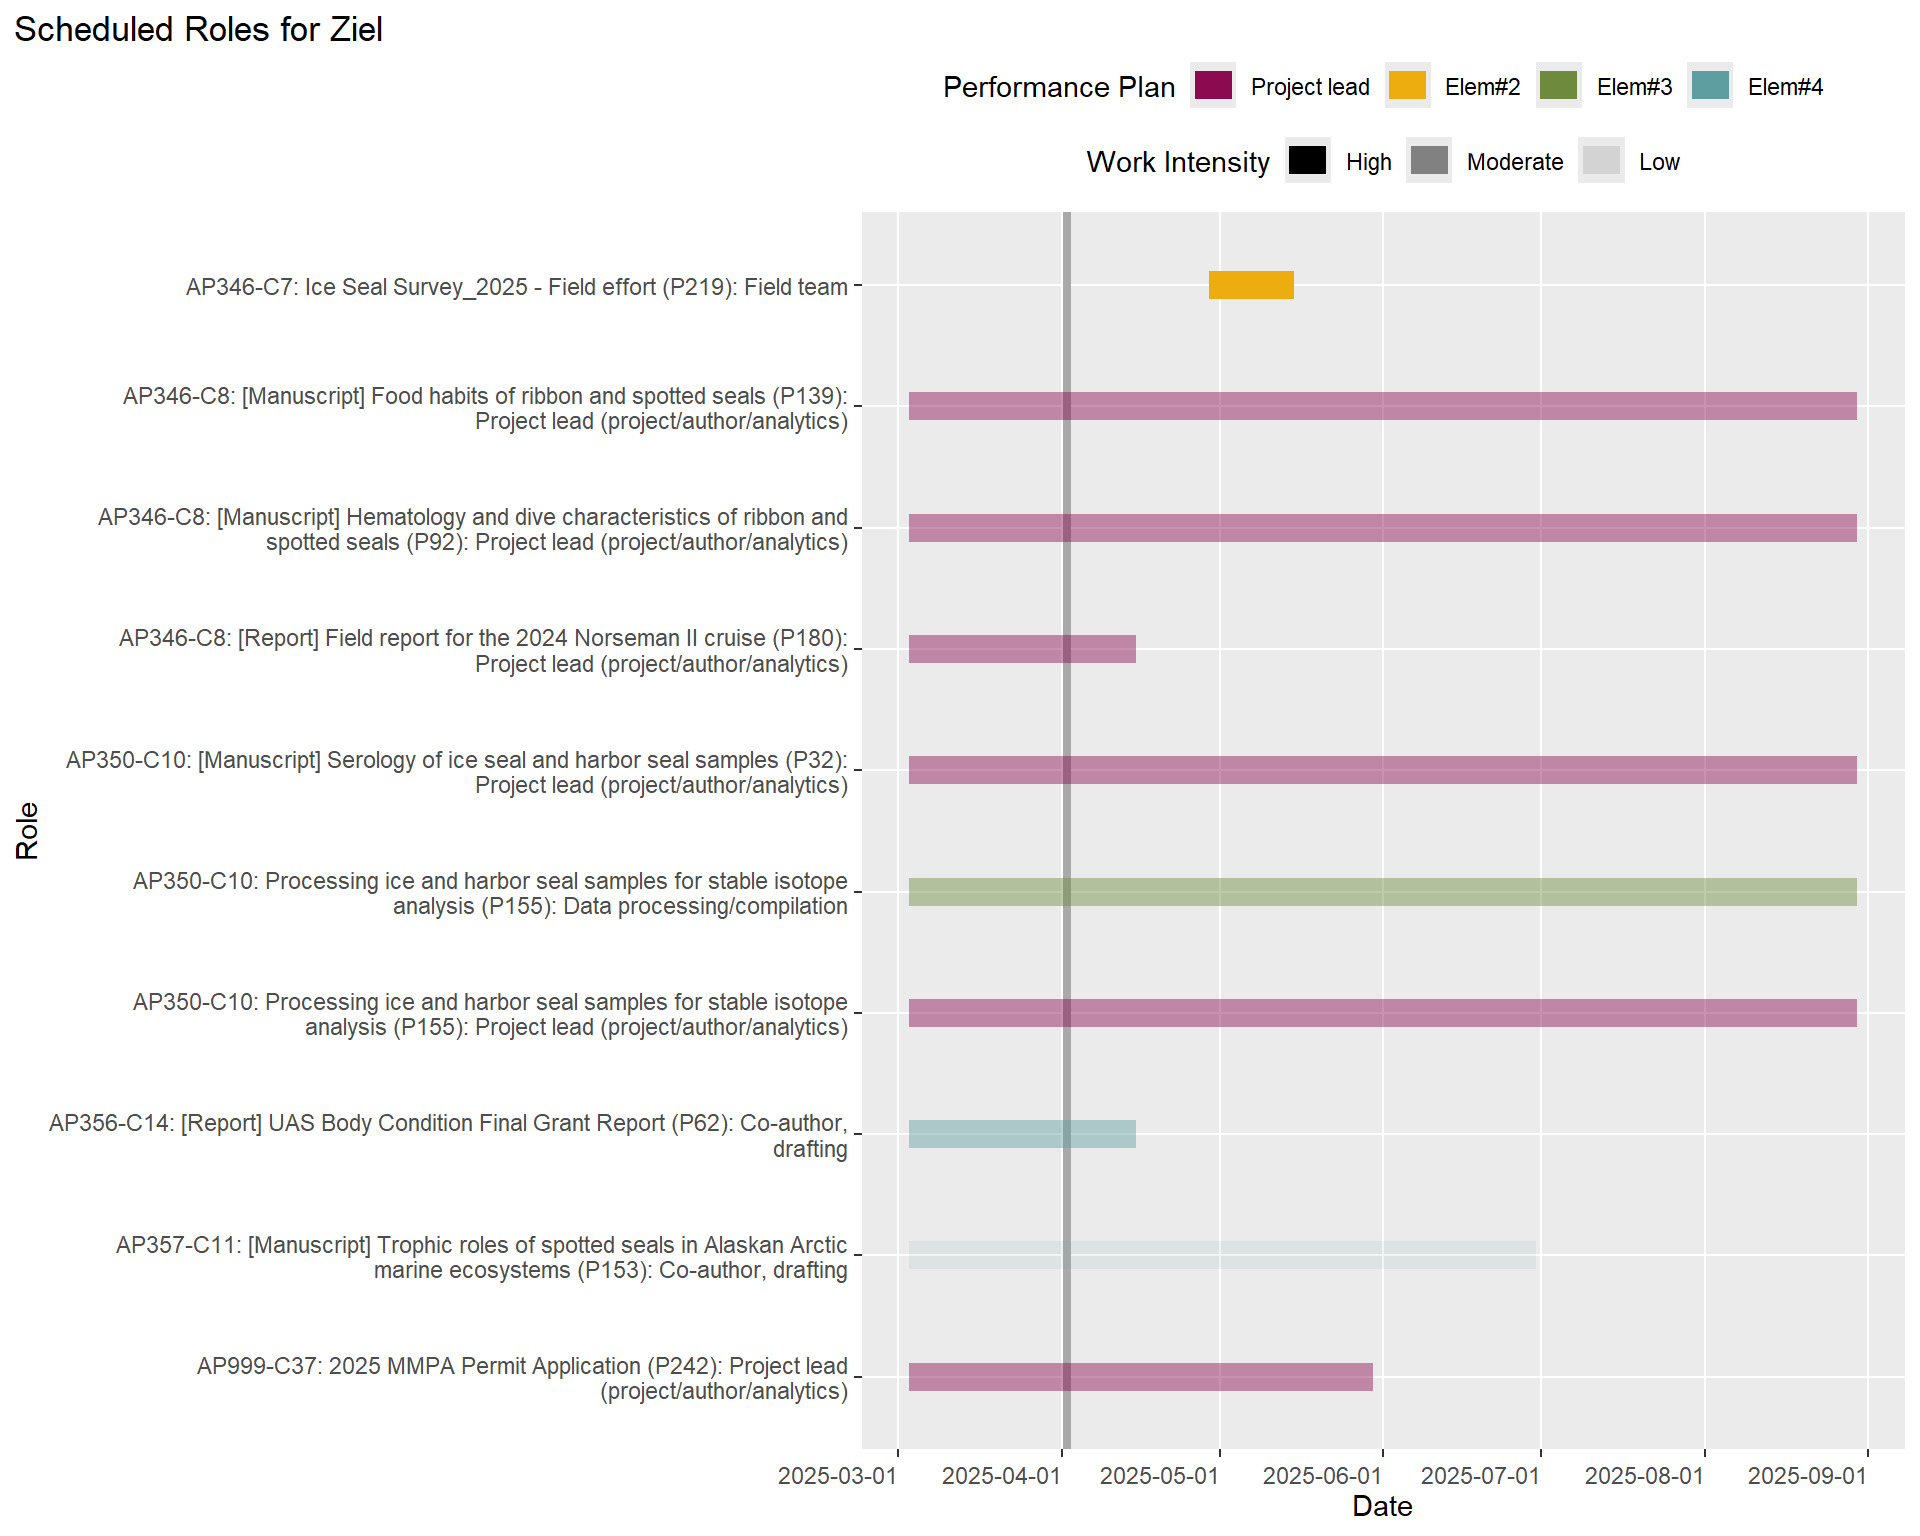 Scheduled Roles for Ziel
Performance Plan Project lead Elem#2 Elem#3 Elem#4
Work Intensity High Moderate Low
AP346-C7: Ice Seal Survey_2025 - Field effort (P219): Field team
AP346-C8: [Manuscript] Food habits of ribbon and spotted seals (P139):
Project lead (project/author/analytics)
AP346-C8: [Manuscript] Hematology and dive characteristics of ribbon and
spotted seals (P92): Project lead (project/author/analytics)
AP346-C8: [Report] Field report for the 2024 Norseman II cruise (P180):
Project lead (project/author/analytics)
AP350-C10: [Manuscript] Serology of ice seal and harbor seal samples (P32):
Project lead (project/author/analytics)
AP350-C10: Processing ice and harbor seal samples for stable isotope
analysis (P155): Data processing/compilation
AP350-C10: Processing ice and harbor seal samples for stable isotope
analysis (P155): Project lead (project/author/analytics)
AP356-C14: [Report] UAS Body Condition Final Grant Report (P62): Co-author,
drafting
AP357-C11: [Manuscript] Trophic roles of spotted seals in Alaskan Arctic
marine ecosystems (P153): Co-author, drafting
AP999-C37: 2025 MMPA Permit Application (P242): Project lead
(project/author/analytics)
Role
2025-03-01 2025-04-01 2025-05-01 2025-06-01 2025-07-01 2025-08-01 2025-09-01
Date